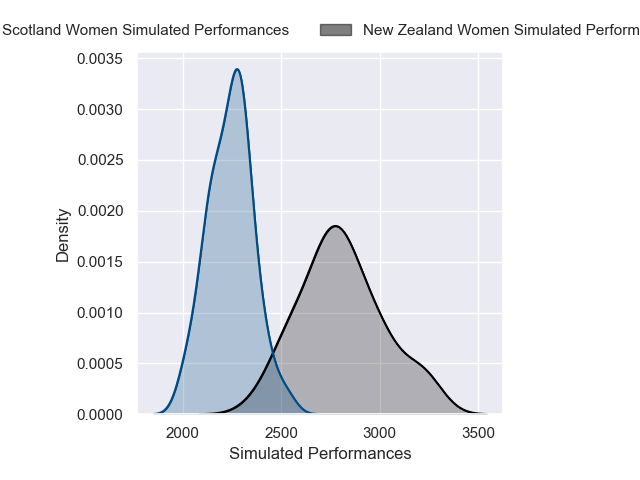 Scotland Women Simulated Performances New Zealand Women Simulated Perform
0.0035
0.0030
0.0025
0.0020
0.0015
0.0010
0.0005
0.0000
Density
2000 2500 3000 3500
Simulated Performances